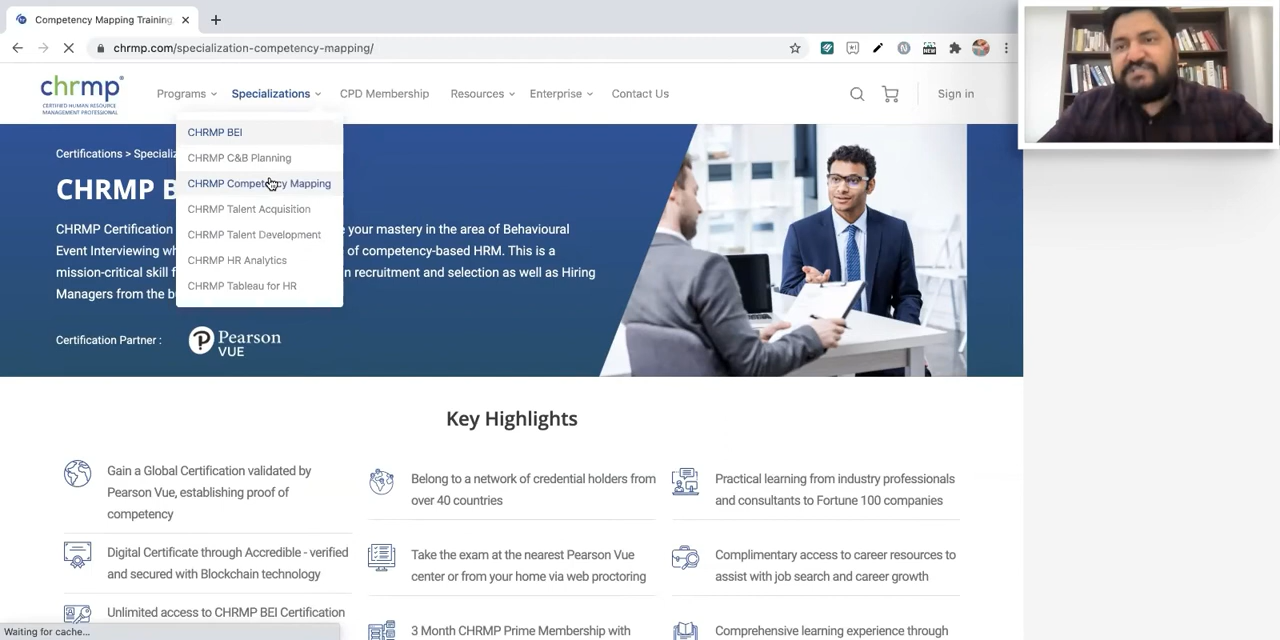 Competency Mapping Training
chrmp.com/specialization-competency-mapping/
NEW
chrmp
CERTIFIED HUMAN RESOURCE
MANAGEMENT PROFESSIONAL
Programs
Specializations
CPD Membership
Resources
Enterprise
Contact Us
Sign in
CHRMP BEI
CHRMP C&B Planning
CHRMP Competency Mapping
CHRMP Talent Acquisition
CHRMP Talent Development
CHRMP HR Analytics
CHRMP Tableau for HR
Certifications > Speciali
CHRMP B
CHRMP Certification your mastery in the area of Behavioural
Event Interviewing wh of competency-based HRM. This is a
mission-critical skill f n recruitment and selection as well as Hiring
Managers from the bu
Certification Partner :
Pearson
VUE
Key Highlights
Gain a Global Certification validated by
Pearson Vue, establishing proof of
competency
Belong to a network of credential holders from
over 40 countries
Practical learning from industry professionals
and consultants to Fortune 100 companies
Digital Certificate through Accredible - verified
and secured with Blockchain technology
Take the exam at the nearest Pearson Vue
center or from your home via web proctoring
Complimentary access to career resources to
assist with job search and career growth
Unlimited access to CHRMP BEI Certification
3 Month CHRMP Prime Membership with
Comprehensive learning experience through
Waiting for cache...